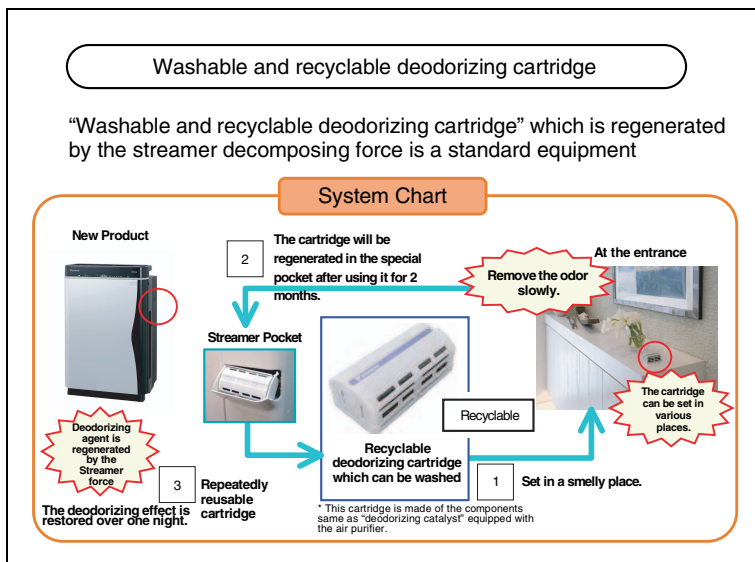 Washable and recyclable deodorizing cartridge
“Washable and recyclable deodorizing cartridge” which is regenerated
by the streamer decomposing force is a standard equipment
System Chart
New Product
2
The cartridge will be
regenerated in the special
pocket after using it for 2
months.
Remove the odor
slowly.
At the entrance
Streamer Pocket
Recyclable
The cartridge
can be set in
various
places.
Deodorizing
agent is
regenerated
by the
Streamer
force
Recyclable
deodorizing cartridge
which can be washed
3
Repeatedly
reusable
cartridge
1
Set in a smelly place.
The deodorizing effect is
restored over one night.
* This cartridge is made of the components
same as “deodorizing catalyst” equipped with
the air purifier.